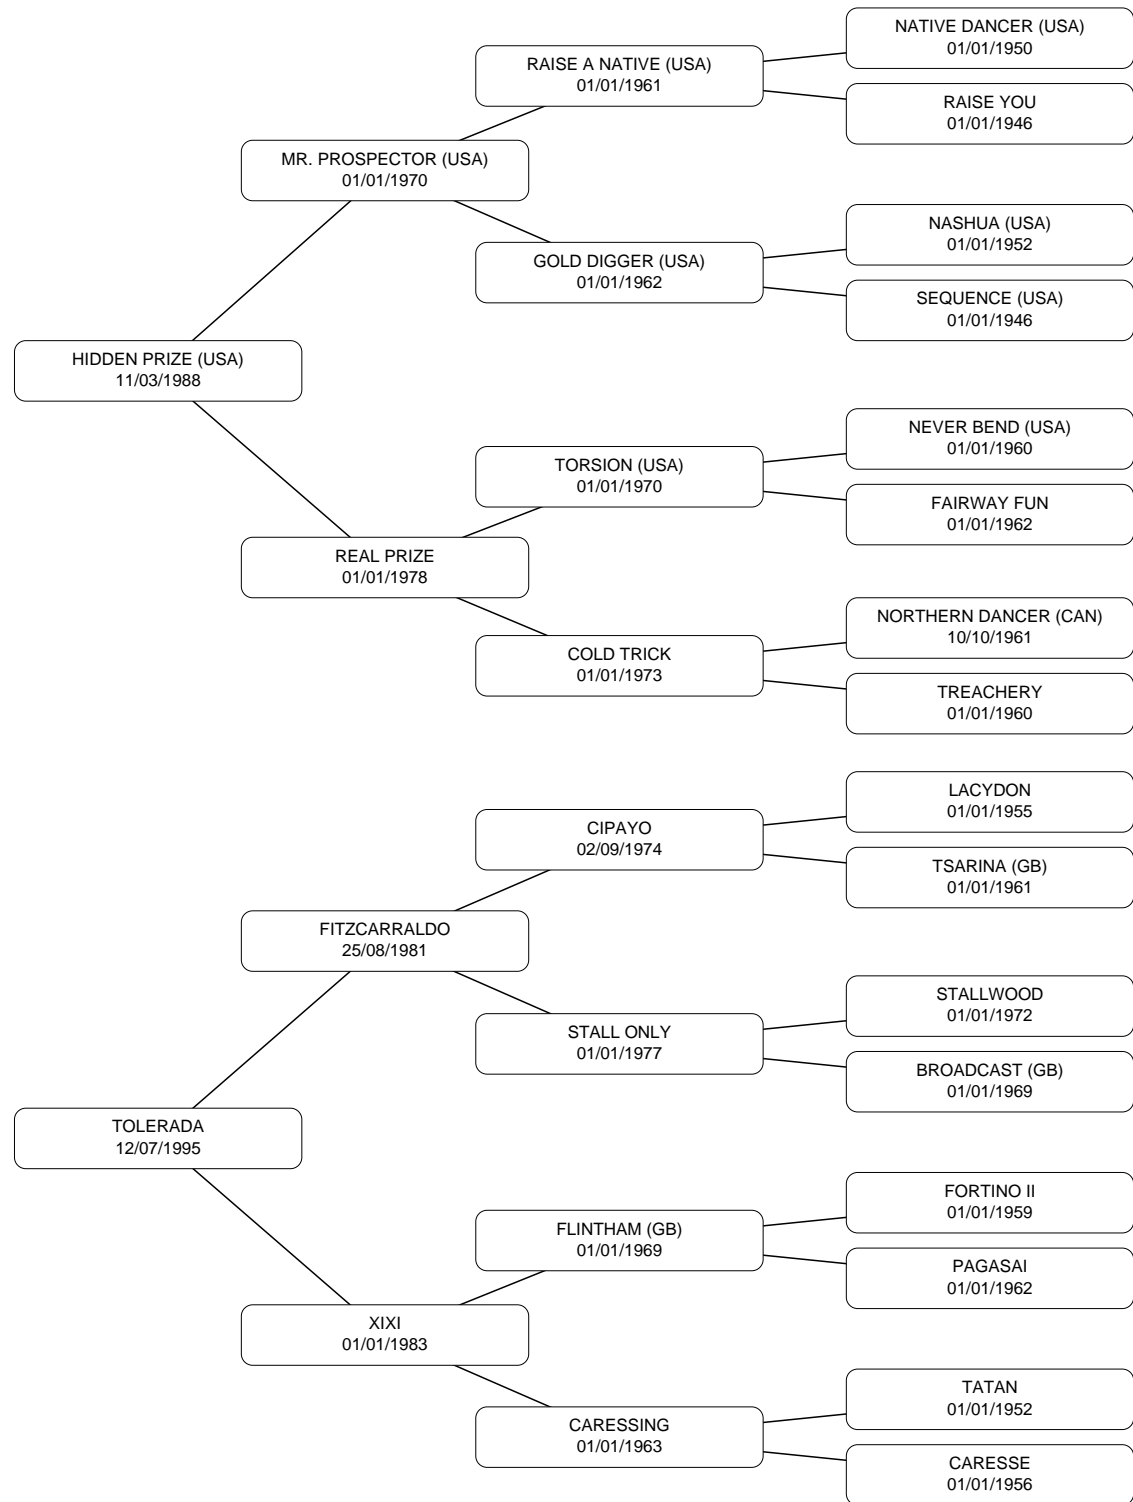 NATIVE DANCER (USA)
01/01/1950
RAISE A NATIVE (USA)
01/01/1961
RAISE YOU
01/01/1946
MR. PROSPECTOR (USA)
01/01/1970
NASHUA (USA)
01/01/1952
GOLD DIGGER (USA)
01/01/1962
SEQUENCE (USA)
01/01/1946
HIDDEN PRIZE (USA)
11/03/1988
NEVER BEND (USA)
01/01/1960
TORSION (USA)
01/01/1970
FAIRWAY FUN
01/01/1962
REAL PRIZE
01/01/1978
NORTHERN DANCER (CAN)
10/10/1961
COLD TRICK
01/01/1973
TREACHERY
01/01/1960
LACYDON
01/01/1955
CIPAYO
02/09/1974
TSARINA (GB)
01/01/1961
FITZCARRALDO
25/08/1981
STALLWOOD
01/01/1972
STALL ONLY
01/01/1977
BROADCAST (GB)
01/01/1969
TOLERADA
12/07/1995
FORTINO II
01/01/1959
FLINTHAM (GB)
01/01/1969
PAGASAI
01/01/1962
XIXI
01/01/1983
TATAN
01/01/1952
CARESSING
01/01/1963
CARESSE
01/01/1956